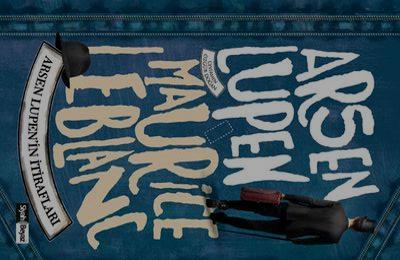 ARSEN
LUPEN
MAURICE
LEBLANC
ARSEN LUPEN'İN İTİRAFLARI
Siyah Beyaz